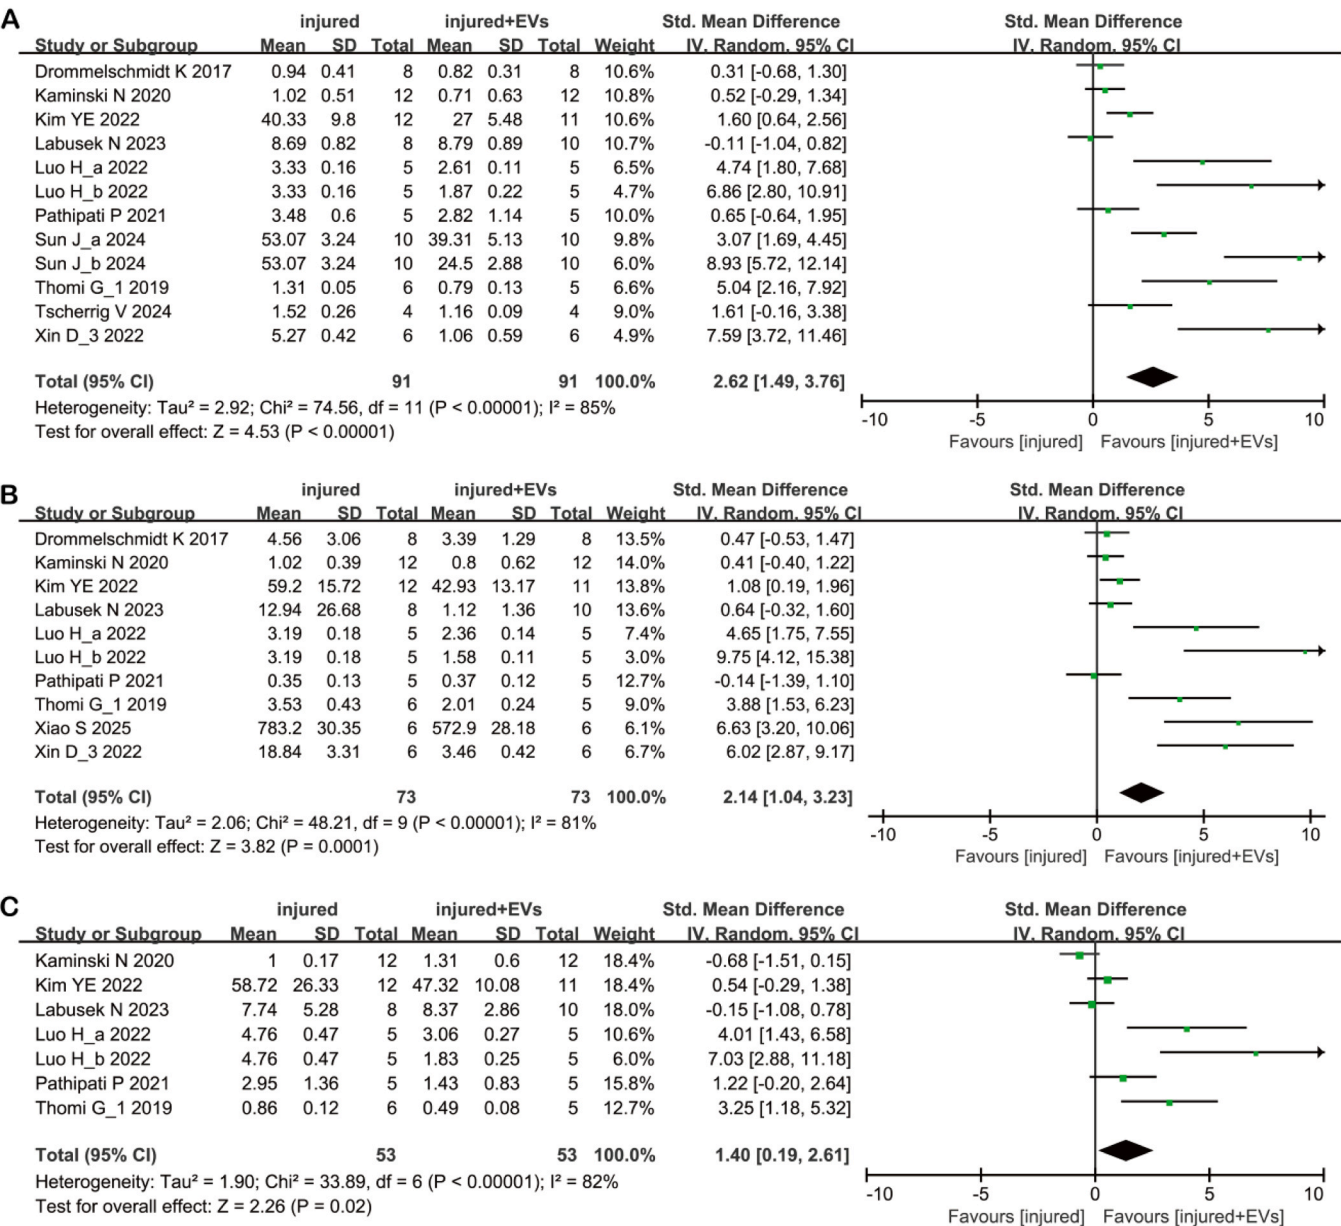 A
injured injured+EVs Std. Mean Difference Std. Mean Difference
Study or Subgroup Mean SD Total Mean SD Total Weight IV. Random. 95% CI IV. Random. 95% CI
Drommelschmidt K 2017 0.94 0.41 8 0.82 0.31 8 10.6% 0.31 [-0.68, 1.30]
Kaminski N 2020 1.02 0.51 12 0.71 0.63 12 10.8% 0.52 [-0.29, 1.34]
Kim YE 2022 40.33 9.8 12 27 5.48 11 10.6% 1.60 [0.64, 2.56]
Labusek N 2023 8.69 0.82 8 8.79 0.89 10 10.7% -0.11 [-1.04, 0.82]
Luo H_a 2022 3.33 0.16 5 2.61 0.11 5 6.5% 4.74 [1.80, 7.68]
Luo H_b 2022 3.33 0.16 5 1.87 0.22 5 4.7% 6.86 [2.80, 10.91]
Pathipati P 2021 3.48 0.6 5 2.82 1.14 5 10.0% 0.65 [-0.64, 1.95]
Sun J_a 2024 53.07 3.24 10 39.31 5.13 10 9.8% 3.07 [1.69, 4.45]
Sun J_b 2024 53.07 3.24 10 24.5 2.88 10 6.0% 8.93 [5.72, 12.14]
Thomi G_1 2019 1.31 0.05 6 0.79 0.13 5 6.6% 5.04 [2.16, 7.92]
Tscherrig V 2024 1.52 0.26 4 1.16 0.09 4 9.0% 1.61 [-0.16, 3.38]
Xin D_3 2022 5.27 0.42 6 1.06 0.59 6 4.9% 7.59 [3.72, 11.46]
Total (95% CI) 91 91 100.0% 2.62 [1.49, 3.76]
Heterogeneity: Tau² = 2.92; Chi² = 74.56, df = 11 (P < 0.00001); I² = 85%
Test for overall effect: Z = 4.53 (P < 0.00001)
-10 -5 0 5 10
Favours [injured] Favours [injured+EVs]
B
injured injured+EVs Std. Mean Difference Std. Mean Difference
Study or Subgroup Mean SD Total Mean SD Total Weight IV. Random. 95% CI IV. Random. 95% CI
Drommelschmidt K 2017 4.56 3.06 8 3.39 1.29 8 13.5% 0.47 [-0.53, 1.47]
Kaminski N 2020 1.02 0.39 12 0.8 0.62 12 14.0% 0.41 [-0.40, 1.22]
Kim YE 2022 59.2 15.72 12 42.93 13.17 11 13.8% 1.08 [0.19, 1.96]
Labusek N 2023 12.94 26.68 8 1.12 1.36 10 13.6% 0.64 [-0.32, 1.60]
Luo H_a 2022 3.19 0.18 5 2.36 0.14 5 7.4% 4.65 [1.75, 7.55]
Luo H_b 2022 3.19 0.18 5 1.58 0.11 5 3.0% 9.75 [4.12, 15.38]
Pathipati P 2021 0.35 0.13 5 0.37 0.12 5 12.7% -0.14 [-1.39, 1.10]
Thomi G_1 2019 3.53 0.43 6 2.01 0.24 5 9.0% 3.88 [1.53, 6.23]
Xiao S 2025 783.2 30.35 6 572.9 28.18 6 6.1% 6.63 [3.20, 10.06]
Xin D_3 2022 18.84 3.31 6 3.46 0.42 6 6.7% 6.02 [2.87, 9.17]
Total (95% CI) 73 73 100.0% 2.14 [1.04, 3.23]
Heterogeneity: Tau² = 2.06; Chi² = 48.21, df = 9 (P < 0.00001); I² = 81%
Test for overall effect: Z = 3.82 (P = 0.0001)
-10 -5 0 5 10
Favours [injured] Favours [injured+EVs]
C
injured injured+EVs Std. Mean Difference Std. Mean Difference
Study or Subgroup Mean SD Total Mean SD Total Weight IV. Random. 95% CI IV. Random. 95% CI
Kaminski N 2020 1 0.17 12 1.31 0.6 12 18.4% -0.68 [-1.51, 0.15]
Kim YE 2022 58.72 26.33 12 47.32 10.08 11 18.4% 0.54 [-0.29, 1.38]
Labusek N 2023 7.74 5.28 8 8.37 2.86 10 18.0% -0.15 [-1.08, 0.78]
Luo H_a 2022 4.76 0.47 5 3.06 0.27 5 10.6% 4.01 [1.43, 6.58]
Luo H_b 2022 4.76 0.47 5 1.83 0.25 5 6.0% 7.03 [2.88, 11.18]
Pathipati P 2021 2.95 1.36 5 1.43 0.83 5 15.8% 1.22 [-0.20, 2.64]
Thomi G_1 2019 0.86 0.12 6 0.49 0.08 5 12.7% 3.25 [1.18, 5.32]
Total (95% CI) 53 53 100.0% 1.40 [0.19, 2.61]
Heterogeneity: Tau² = 1.90; Chi² = 33.89, df = 6 (P < 0.00001); I² = 82%
Test for overall effect: Z = 2.26 (P = 0.02)
-10 -5 0 5 10
Favours [injured] Favours [injured+EVs]